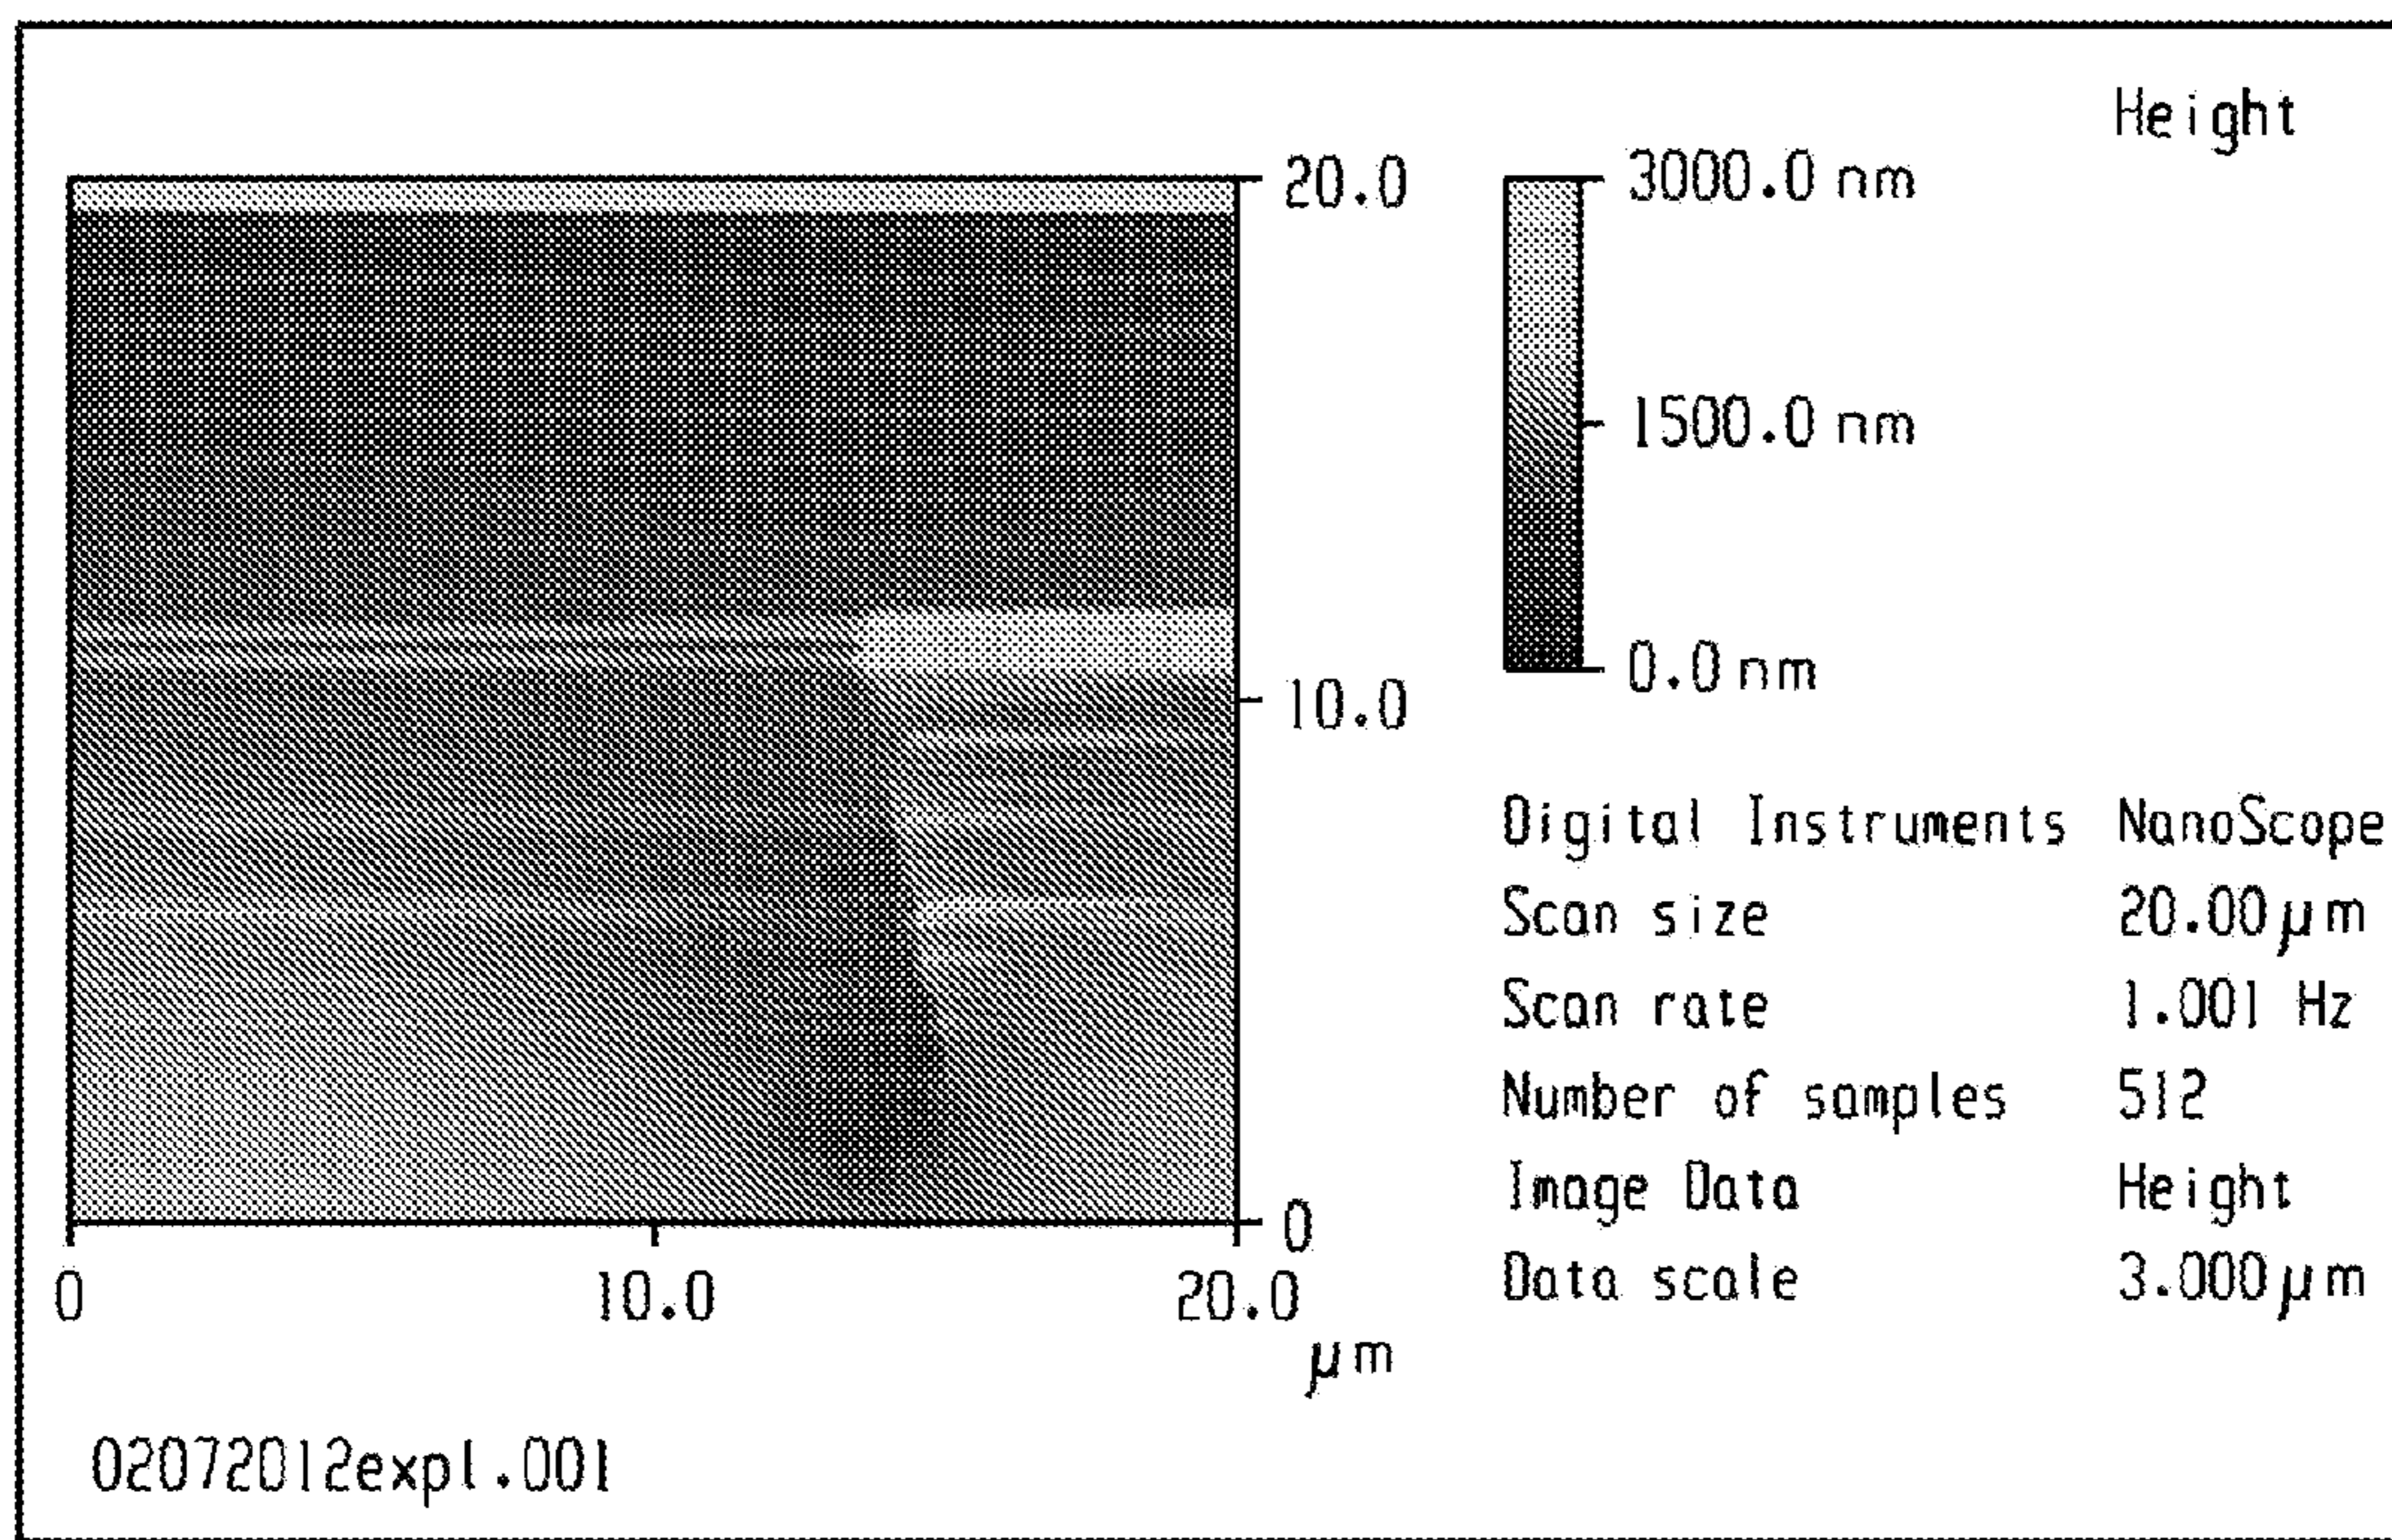 Height
20.0
3000.0 nm
1500.0 nm
0.0 nm
10.0
Digital Instruments NanoScope
Scan size 20.00 µm
Scan rate 1.001 Hz
Number of samples 512
Image Data Height
Data scale 3.000 µm
0
0 10.0 20.0
µm
02072012expl.001